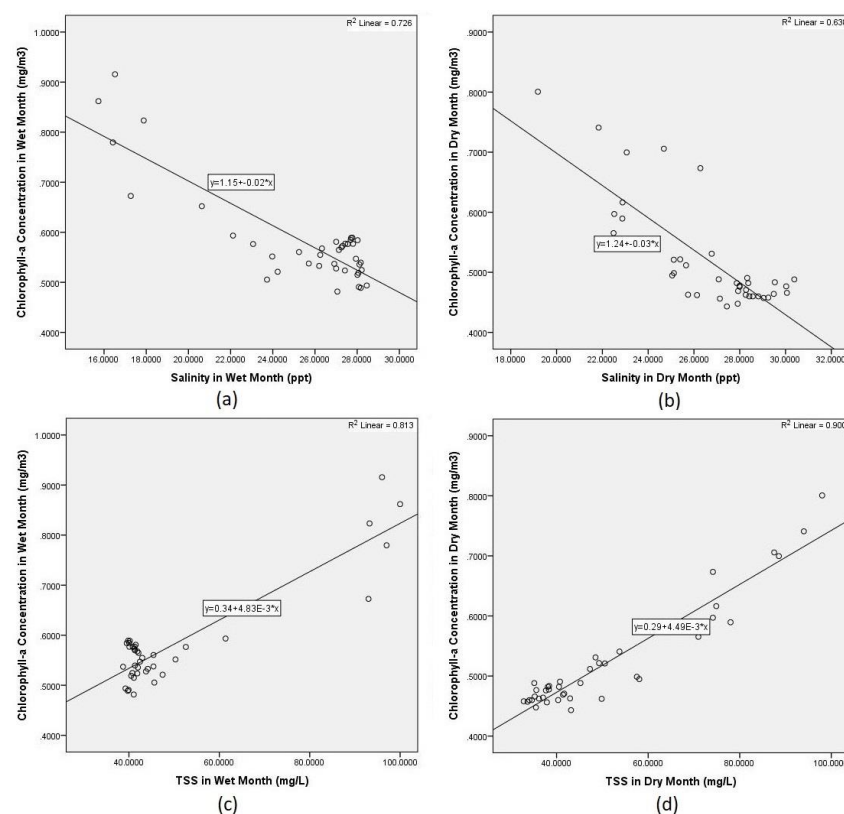 R² Linear = 0.726
1.0000
.9000
.8000
.7000
.6000
.5000
.4000
Chlorophyll-a Concentration in Wet Month (mg/m3)
y=1.15+-0.02*x
16.0000 18.0000 20.0000 22.0000 24.0000 26.0000 28.0000 30.0000
Salinity in Wet Month (ppt)
(a)
R² Linear =
.9000
.8000
.7000
.6000
.5000
.4000
Chlorophyll-a Concentration in Dry Month (mg/m3)
y=1.24+-0.03*x
18.0000 20.0000 22.0000 24.0000 26.0000 28.0000 30.0000 32.0000
Salinity in Dry Month (ppt)
(b)
R² Linear = 0.813
1.0000
.9000
.8000
.7000
.6000
.5000
.4000
Chlorophyll-a Concentration in Wet Month (mg/m3)
y=0.34+4.83E-3*x
40.0000 60.0000 80.0000 100.0000
TSS in Wet Month (mg/L)
(c)
R² Linear = 0.900
.9000
.8000
.7000
.6000
.5000
.4000
Chlorophyll-a Concentration in Dry Month (mg/m3)
y=0.29+4.49E-3*x
40.0000 60.0000 80.0000 100.0000
TSS in Dry Month (mg/L)
(d)